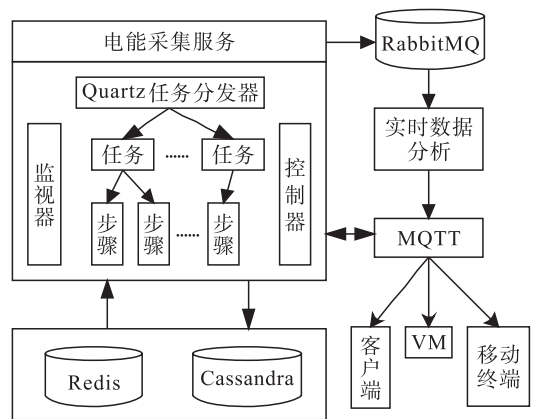 电能采集服务
RabbitMQ
Quartz任务分发器
实时数据
分析
任务
......
任务
监
视
器
控
制
器
步
骤
步
骤
......
步
骤
MQTT
客
户
端
VM
移动
终端
Redis
Cassandra